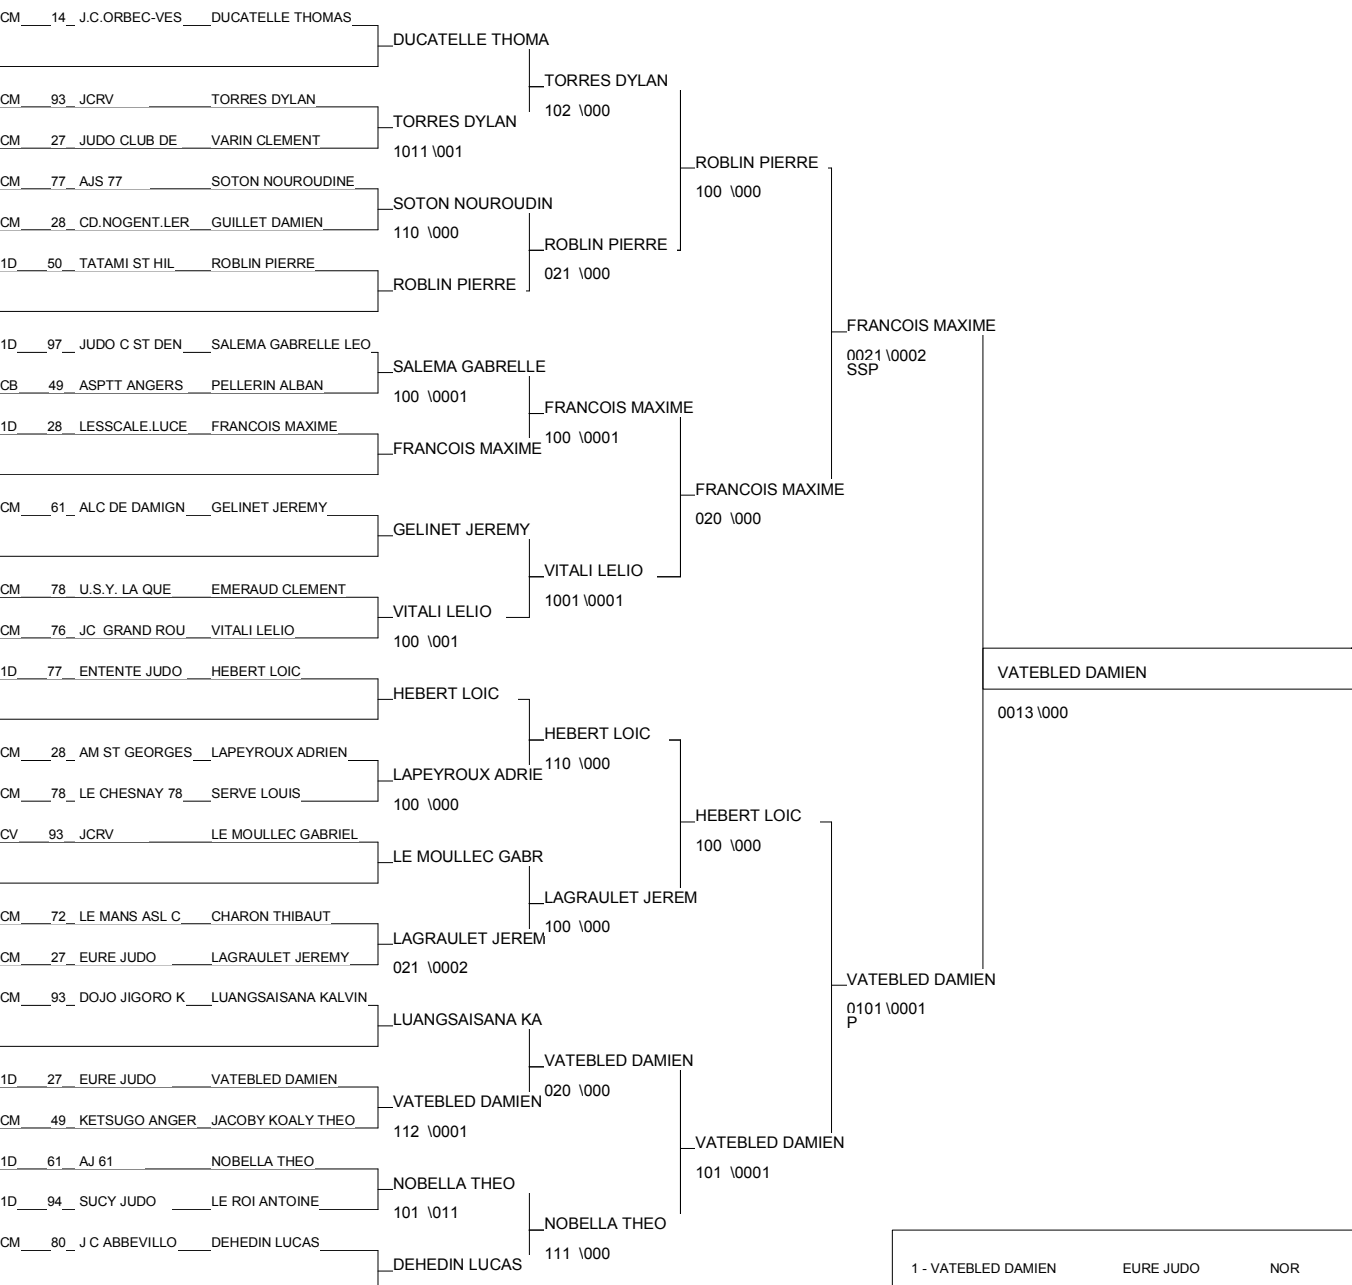 CM 14 J.C.ORBEC-VES DUCATELLE THOMAS
DUCATELLE THOMA
TORRES DYLAN
102 \000
CM 93 JCRV TORRES DYLAN
TORRES DYLAN
1011 \001
CM 27 JUDO CLUB DE VARIN CLEMENT
ROBLIN PIERRE
100 \000
CM 77 AJS 77 SOTON NOUROUDINE
SOTON NOUROUDIN
110 \000
CM 28 CD.NOGENT.LER GUILLET DAMIEN
ROBLIN PIERRE
021 \000
1D 50 TATAMI ST HIL ROBLIN PIERRE
ROBLIN PIERRE
FRANCOIS MAXIME
0021 \0002
SSP
1D 97 JUDO C ST DEN SALEMA GABRELLE LEO
SALEMA GABRELLE
100 \0001
CB 49 ASPTT ANGERS PELLERIN ALBAN
FRANCOIS MAXIME
100 \0001
1D 28 LESSCALE.LUCE FRANCOIS MAXIME
FRANCOIS MAXIME
FRANCOIS MAXIME
020 \000
CM 61 ALC DE DAMIGN GELINET JEREMY
GELINET JEREMY
VITALI LELIO
1001 \0001
CM 78 U.S.Y. LA QUE EMERAUD CLEMENT
VITALI LELIO
100 \001
CM 76 JC GRAND ROU VITALI LELIO
1D 77 ENTENTE JUDO HEBERT LOIC
VATEBLED DAMIEN
0013 \000
HEBERT LOIC
HEBERT LOIC
110 \000
CM 28 AM ST GEORGES LAPEYROUX ADRIEN
LAPEYROUX ADRIE
100 \000
CM 78 LE CHESNAY 78 SERVE LOUIS
HEBERT LOIC
100 \000
CV 93 JCRV LE MOULLEC GABRIEL
LE MOULLEC GABR
LAGRAULET JEREM
100 \000
CM 72 LE MANS ASL C CHARON THIBAUT
LAGRAULET JEREM
021 \0002
CM 27 EURE JUDO LAGRAULET JEREMY
VATEBLED DAMIEN
0101 \0001
P
CM 93 DOJO JIGORO K LUANGSAISANA KALVIN
LUANGSAISANA KA
VATEBLED DAMIEN
020 \000
1D 27 EURE JUDO VATEBLED DAMIEN
VATEBLED DAMIEN
112 \0001
CM 49 KETSUGO ANGER JACOBY KOALY THEO
VATEBLED DAMIEN
101 \0001
1D 61 AJ 61 NOBELLA THEO
NOBELLA THEO
101 \011
1D 94 SUCY JUDO LE ROI ANTOINE
NOBELLA THEO
111 \000
CM 80 J C ABBEVILLO DEHEDIN LUCAS
DEHEDIN LUCAS
1 - VATEBLED DAMIEN EURE JUDO NOR